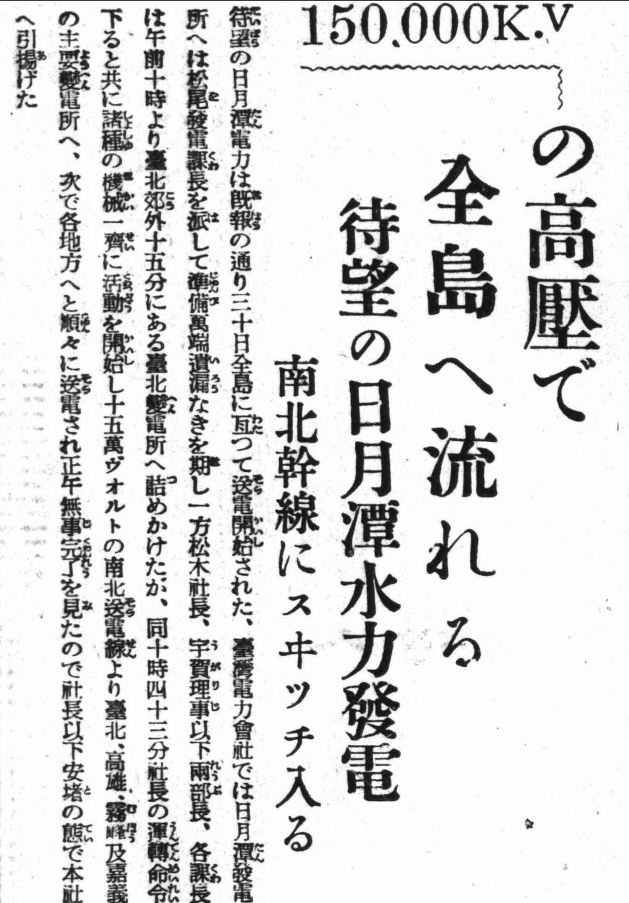 150,000K.V
の高壓で
全島へ流れる
待望の日月潭水力發電
南北幹線にスヰッチ入る
待望の日月潭電力は既報の通り三十日全島に亙つて送電開始された、臺灣電力會社では日月潭發電
所へは松尾發電課長を派して準備萬端遺漏なきを期し一方松木社長、宇賀理事以下兩部長、各課長
は午前十時より臺北郊外十五分にある臺北變電所へ詰めかけたが、同十時四十三分社長の運轉命令
下ると共に諸種の機械一齊に活動を開始し十五萬ヴオルトの南北送電線より臺北、高雄、霧峰及嘉義
の主要變電所へ、次で各地方へと順々に送電され正午無事完了を見たので社長以下安堵の態で本社
へ引揚げた